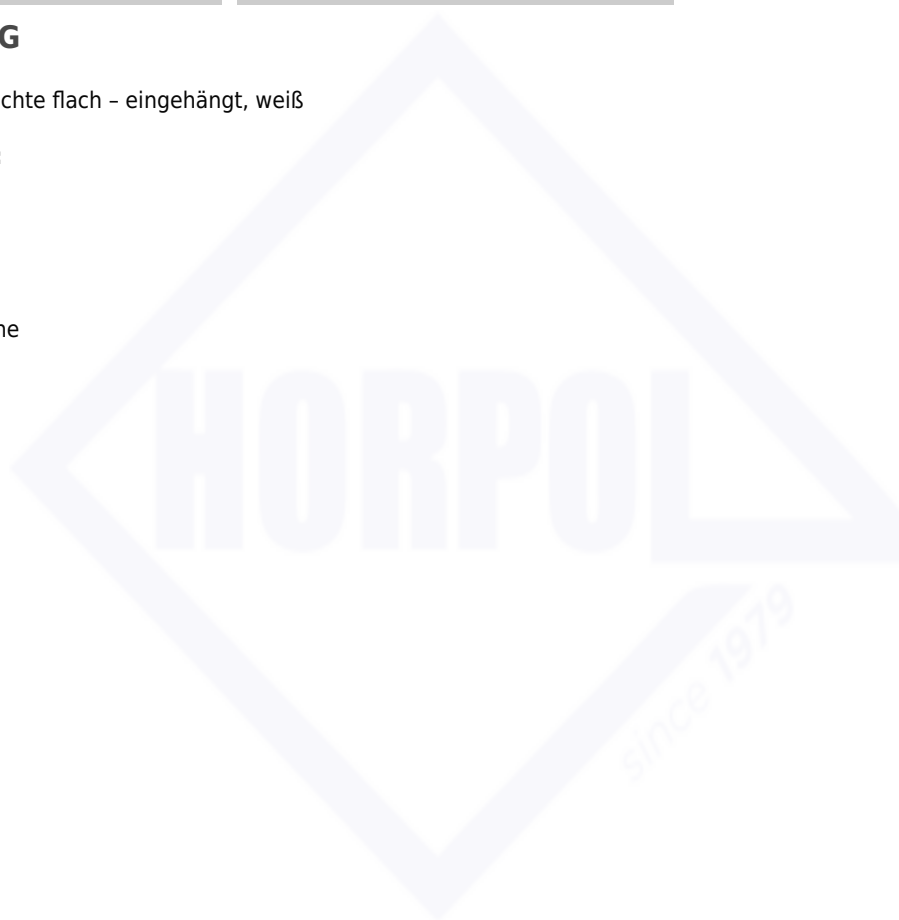 G
chte flach – eingehängt, weiß
ne
HORPOL
since 1979